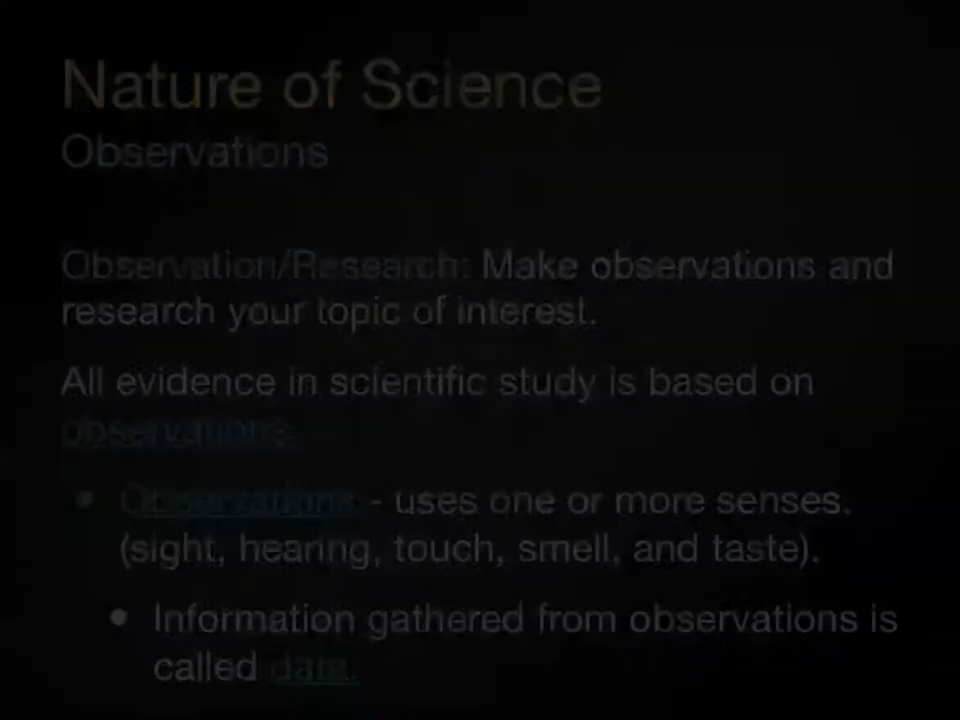 Nature of Science
Observations
Observation/Research: Make observations and
research your topic of interest.
All evidence in scientific study is based on
observations.
• Observations - uses one or more senses.
(sight, hearing, touch, smell, and taste).
• Information gathered from observations is
called data.